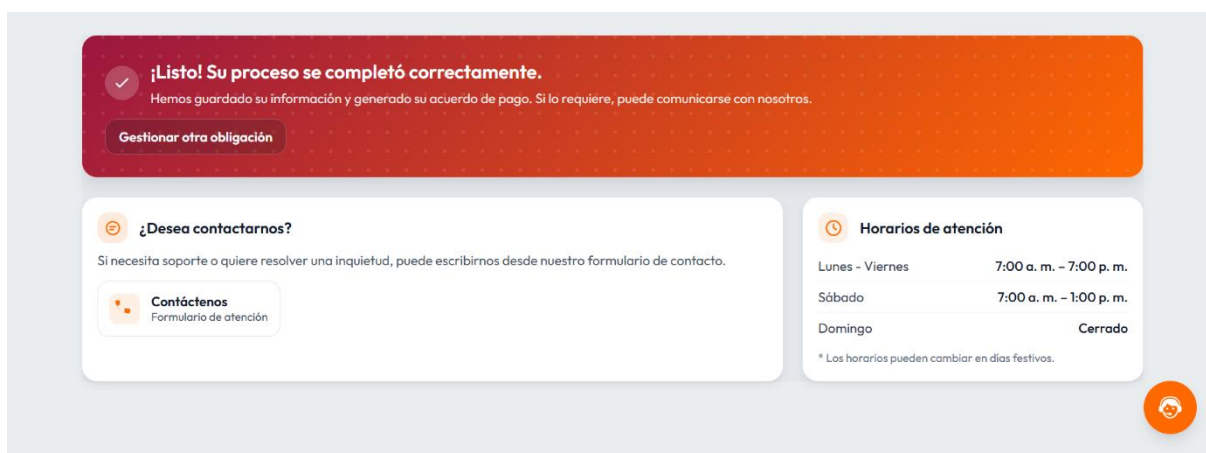 ¡Listo! Su proceso se completó correctamente.
Hemos guardado su información y generado su acuerdo de pago. Si lo requiere, puede comunicarse con nosotros.
Gestionar otra obligación
¿Desea contactarnos?
Si necesita soporte o quiere resolver una inquietud, puede escribirnos desde nuestro formulario de contacto.
Contáctenos
Formulario de atención
Horarios de atención
Lunes - Viernes 7:00 a. m. – 7:00 p. m.
Sábado 7:00 a. m. – 1:00 p. m.
Domingo Cerrado
* Los horarios pueden cambiar en días festivos.